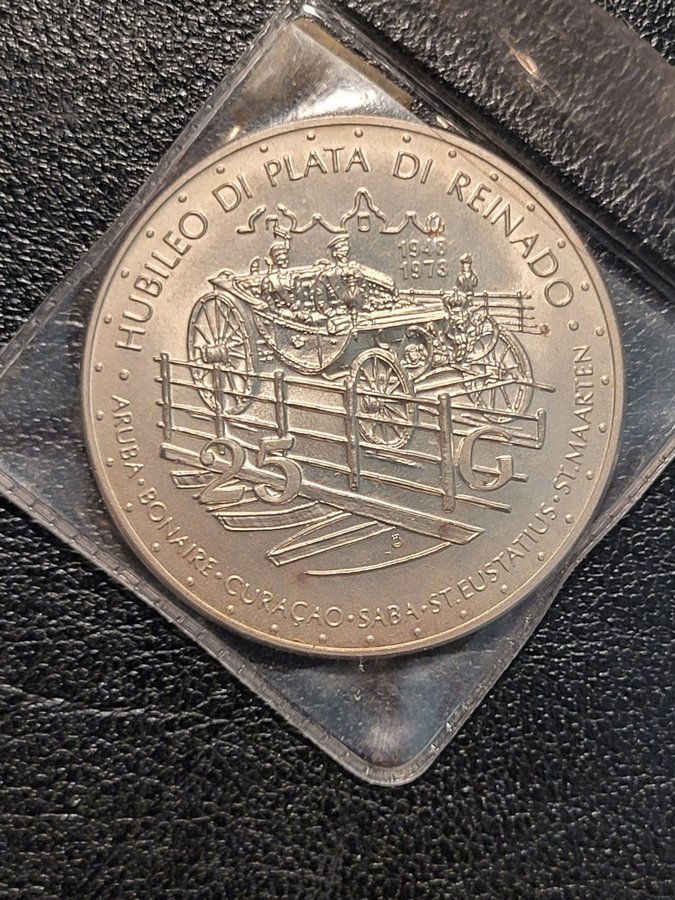 HUBILEO DI PLATA DI REINADO
1948
1973
25 G
ARUBA · BONAIRE · CURAÇAO · SABA · ST. EUSTATIUS · ST. MAARTEN